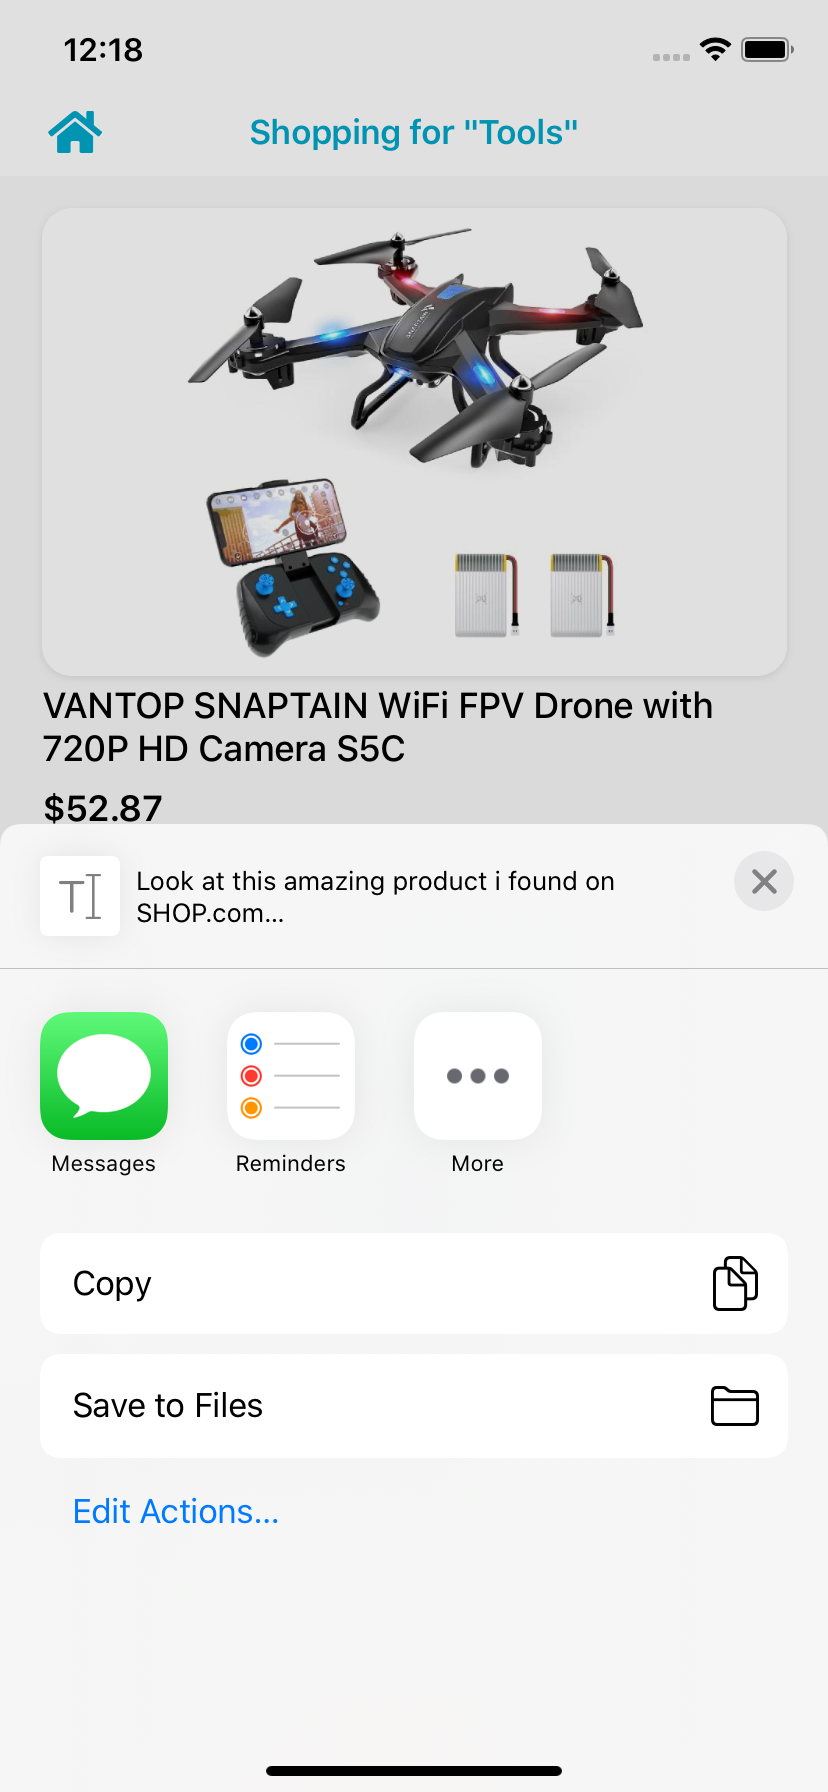 12:18
Shopping for "Tools"
VANTOP SNAPTAIN WiFi FPV Drone with
720P HD Camera S5C
$52.87
Look at this amazing product i found on
SHOP.com...
Messages
Reminders
More
Copy
Save to Files
Edit Actions...